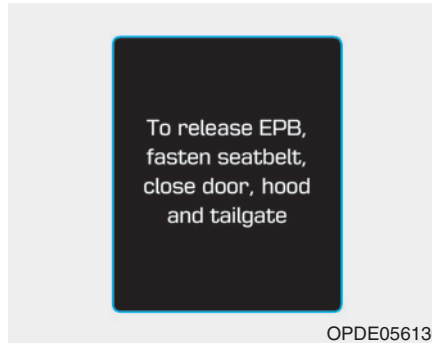 To release EPB,
fasten seatbelt,
close door, hood
and tailgate
OPDE05613